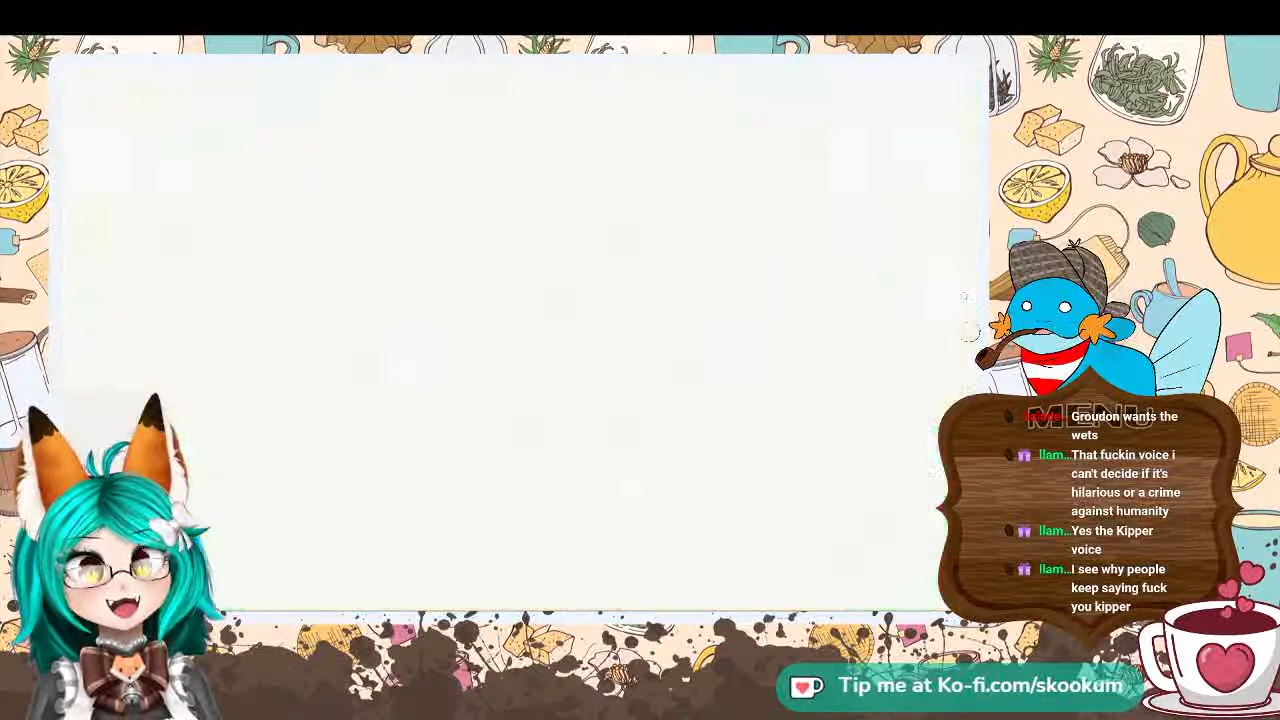 MENU
Groudon wants the
wets
llam...That fuckin voice i
can't decide if it's
hilarious or a crime
against humanity
llam...Yes the Kipper
voice
llam...I see why people
keep saying fuck
you kipper
Tip me at Ko-fi.com/skookum